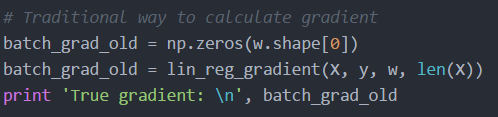 # Traditional way to calculate gradient
batch_grad_old = np.zeros(w.shape[0])
batch_grad_old = lin_reg_gradient(X, y, w, len(X))
print 'True gradient: \n', batch_grad_old